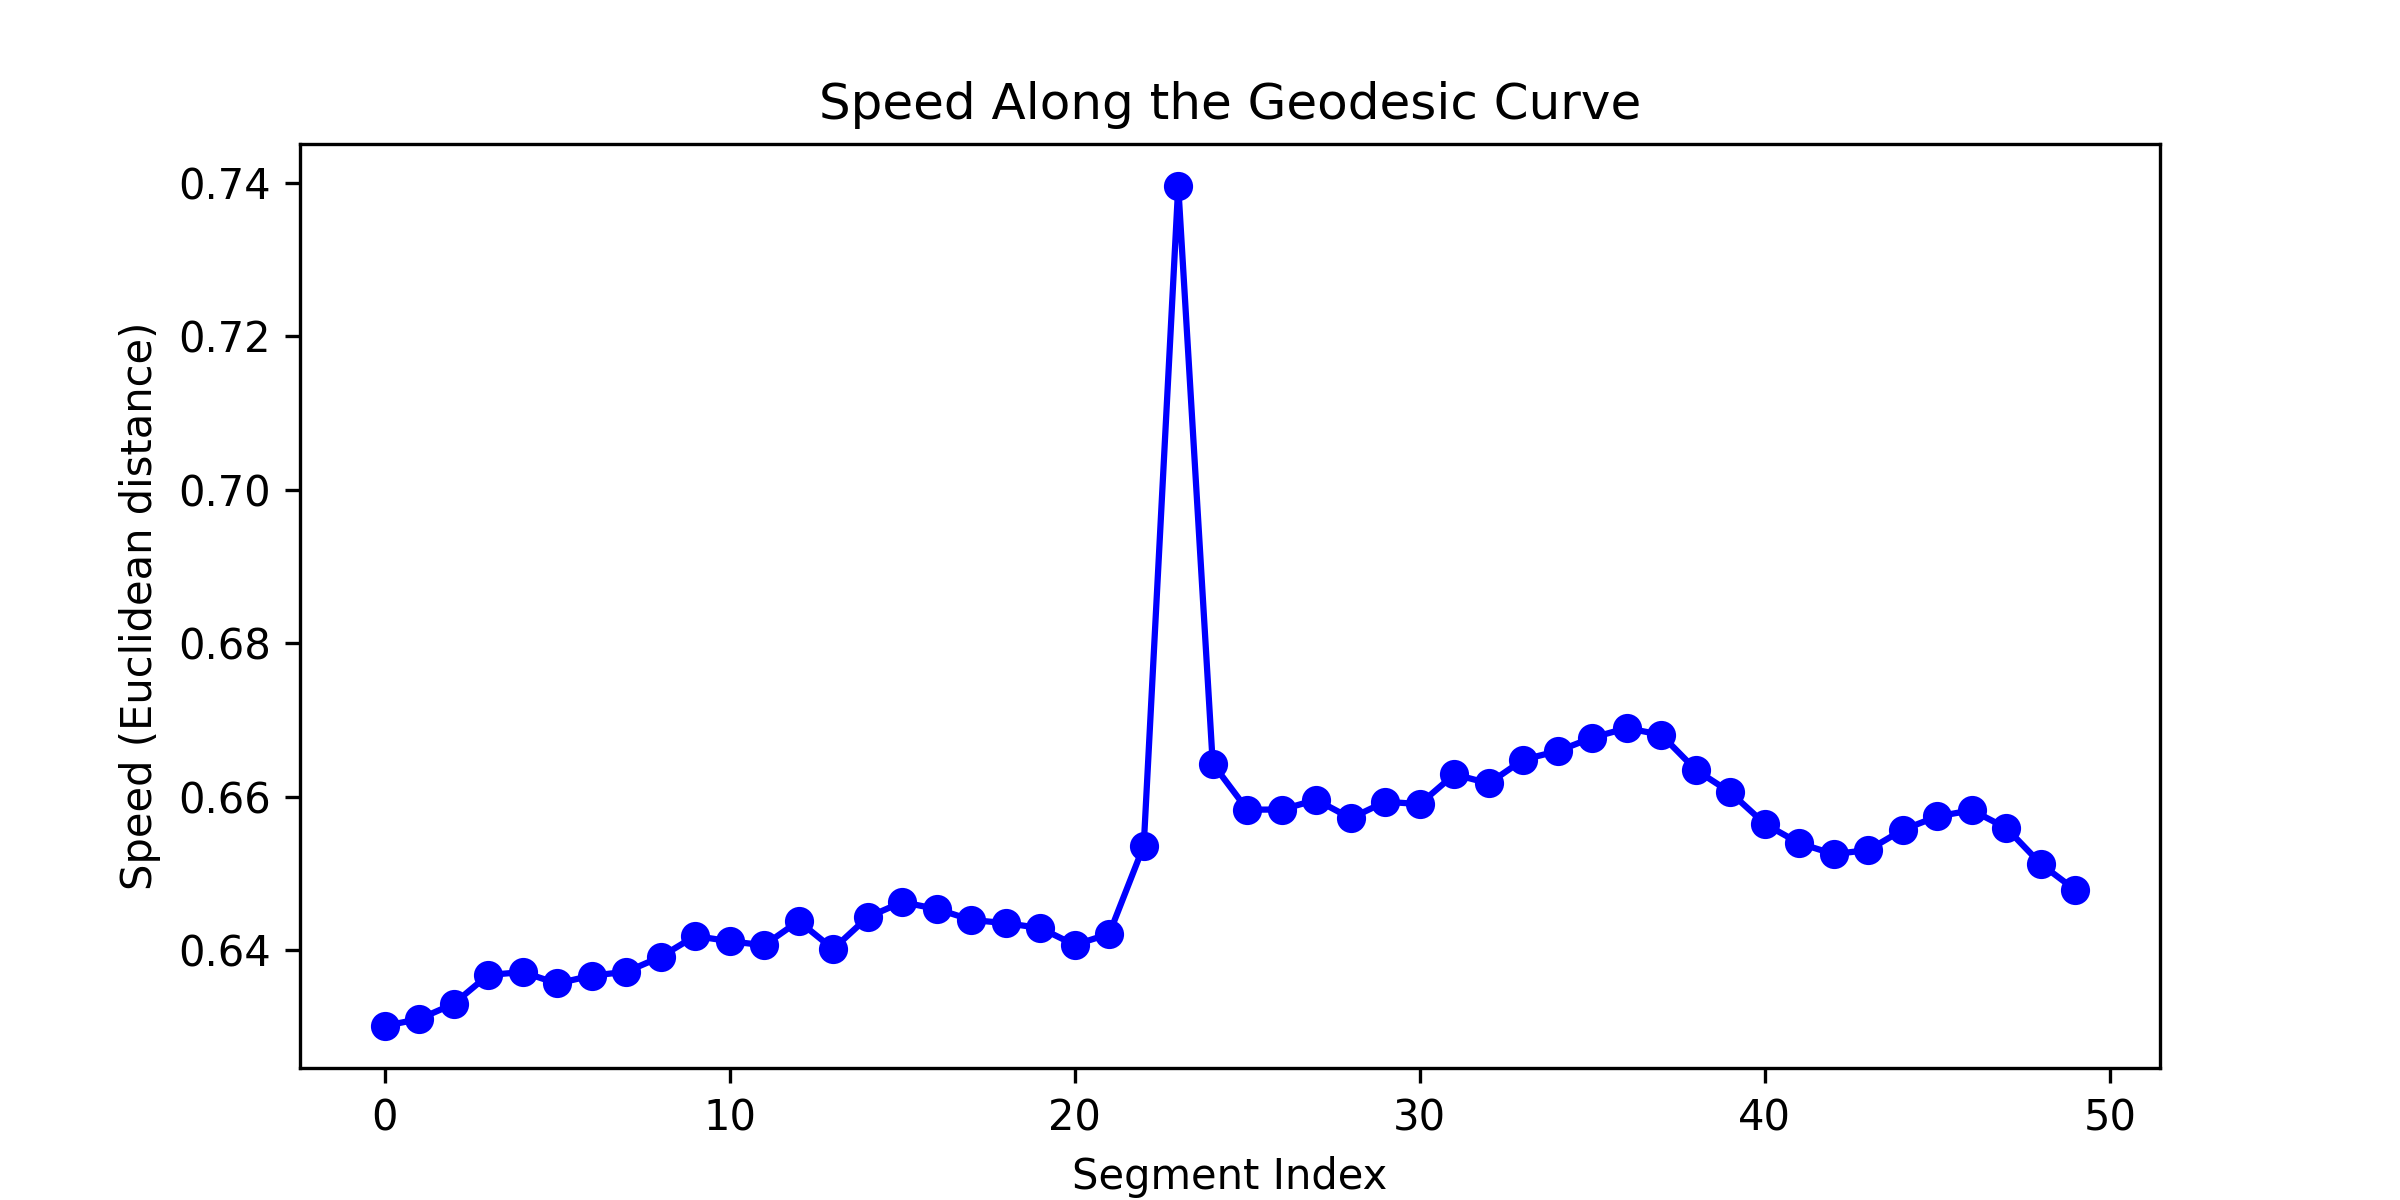 Speed Along the Geodesic Curve
Speed (Euclidean distance)
0.74
0.72
0.70
0.68
0.66
0.64
0 10 20 30 40 50
Segment Index